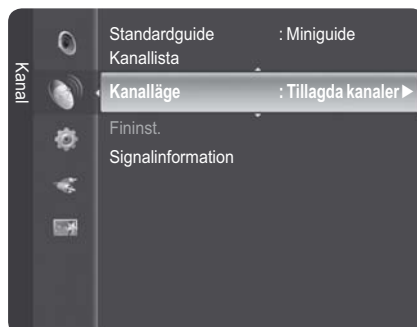 Kanal
Standardguide : Miniguide
Kanallista
Kanalläge : Tillagda kanaler
Fininst.
Signalinformation